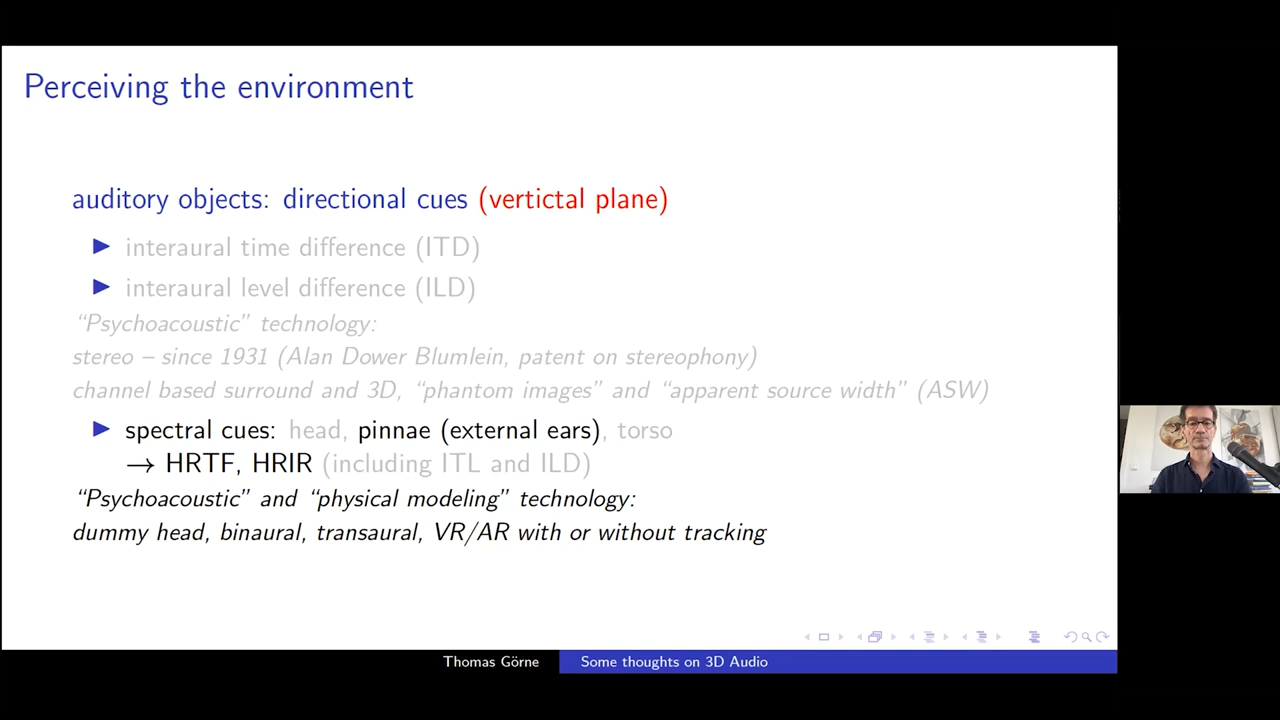 Perceiving the environment
auditory objects: directional cues (vertictal plane)
interaural time difference (ITD)
interaural level difference (ILD)
“Psychoacoustic” technology:
stereo – since 1931 (Alan Dower Blumlein, patent on stereophony)
channel based surround and 3D, “phantom images” and “apparent source width” (ASW)
spectral cues: head, pinnae (external ears), torso
→ HRTF, HRIR (including ITL and ILD)
“Psychoacoustic” and “physical modeling” technology:
dummy head, binaural, transaural, VR/AR with or without tracking
Thomas Görne Some thoughts on 3D Audio